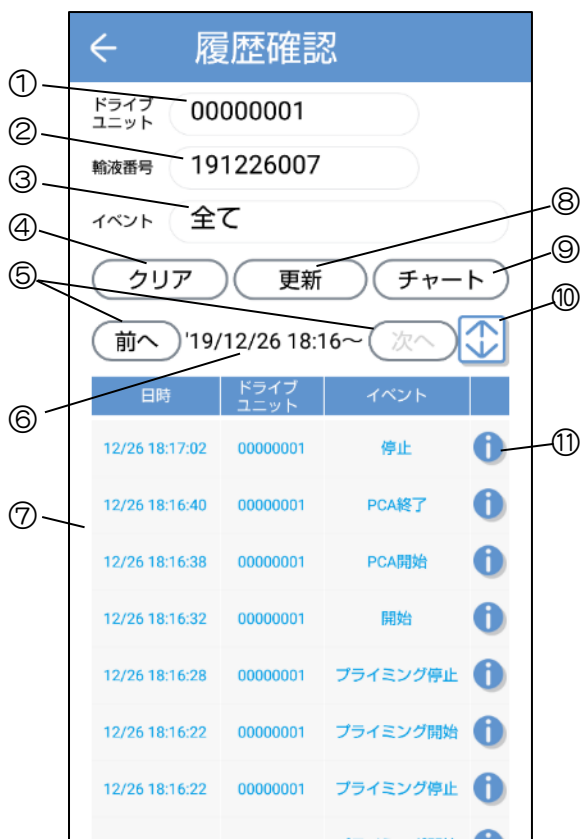 履歴確認
①
ドライブ
ユニット
00000001
②
輸液番号
191226007
③
イベント
全て
④
⑧
クリア
更新
チャート
⑨
⑤
⑩
前へ
'19/12/26 18:16～
次へ
⑥
日時
ドライブ
ユニット
イベント
12/26 18:17:02 00000001 停止
⑪
⑦
12/26 18:16:40 00000001 PCA終了
12/26 18:16:38 00000001 PCA開始
12/26 18:16:32 00000001 開始
12/26 18:16:28 00000001 プライミング停止
12/26 18:16:22 00000001 プライミング開始
12/26 18:16:22 00000001 プライミング停止